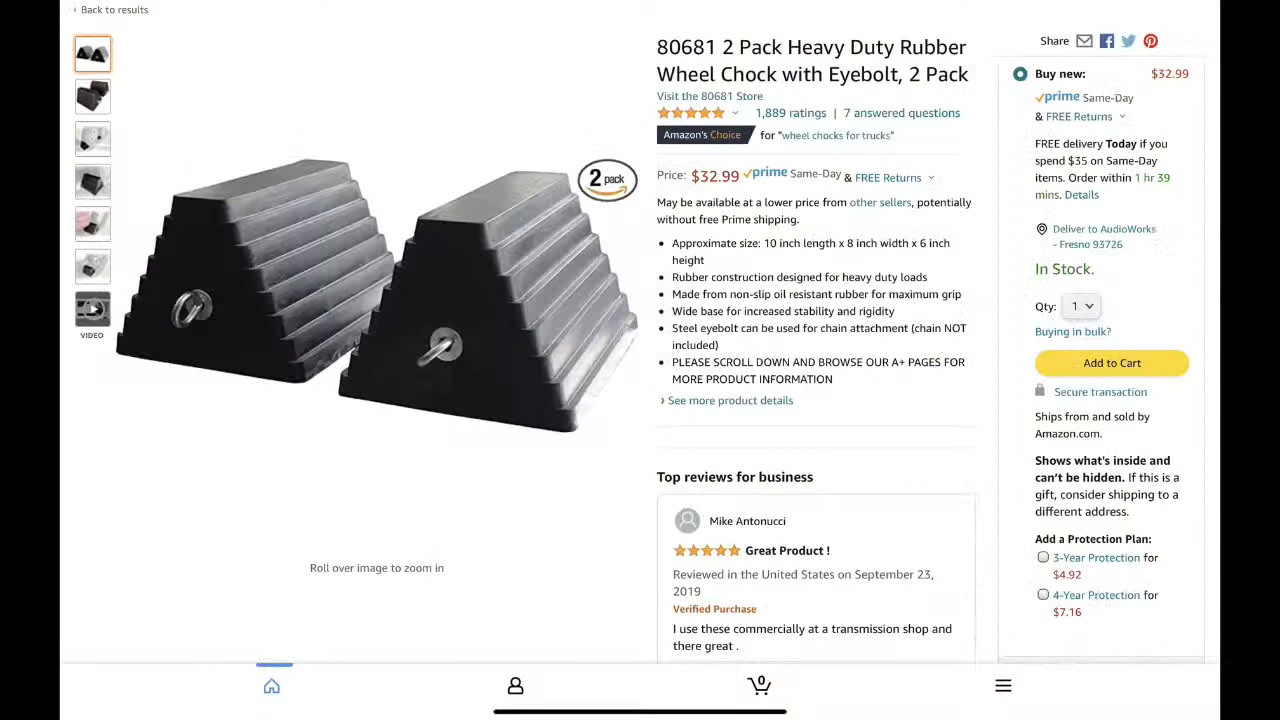 ‹ Back to results
VIDEO
2 pack
Roll over image to zoom in
80681 2 Pack Heavy Duty Rubber
Wheel Chock with Eyebolt, 2 Pack
Visit the 80681 Store
1,889 ratings | 7 answered questions
Amazon's Choice for "wheel chocks for trucks"
Price: $32.99 prime Same-Day & FREE Returns
May be available at a lower price from other sellers, potentially
without free Prime shipping.
• Approximate size: 10 inch length x 8 inch width x 6 inch
height
• Rubber construction designed for heavy duty loads
• Made from non-slip oil resistant rubber for maximum grip
• Wide base for increased stability and rigidity
• Steel eyebolt can be used for chain attachment (chain NOT
included)
• PLEASE SCROLL DOWN AND BROWSE OUR A+ PAGES FOR
MORE PRODUCT INFORMATION
› See more product details
Top reviews for business
Mike Antonucci
Great Product !
Reviewed in the United States on September 23,
2019
Verified Purchase
I use these commercially at a transmission shop and
there great .
Share
Buy new: $32.99
prime Same-Day
& FREE Returns
FREE delivery Today if you
spend $35 on Same-Day
items. Order within 1 hr 39
mins. Details
Deliver to AudioWorks
- Fresno 93726
In Stock.
Qty: 1
Buying in bulk?
Add to Cart
Secure transaction
Ships from and sold by
Amazon.com.
Shows what's inside and
can't be hidden. If this is a
gift, consider shipping to a
different address.
Add a Protection Plan:
3-Year Protection for
$4.92
4-Year Protection for
$7.16
0